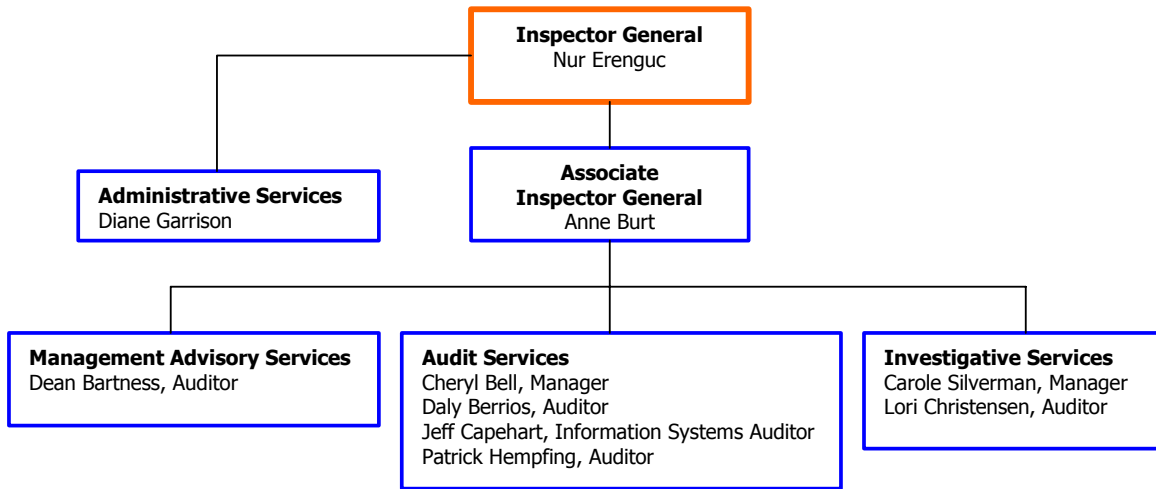 Inspector General
Nur Erenguc
Administrative Services
Diane Garrison
Associate
Inspector General
Anne Burt
Management Advisory Services
Dean Bartness, Auditor
Audit Services
Cheryl Bell, Manager
Daly Berrios, Auditor
Jeff Capehart, Information Systems Auditor
Patrick Hempfing, Auditor
Investigative Services
Carole Silverman, Manager
Lori Christensen, Auditor